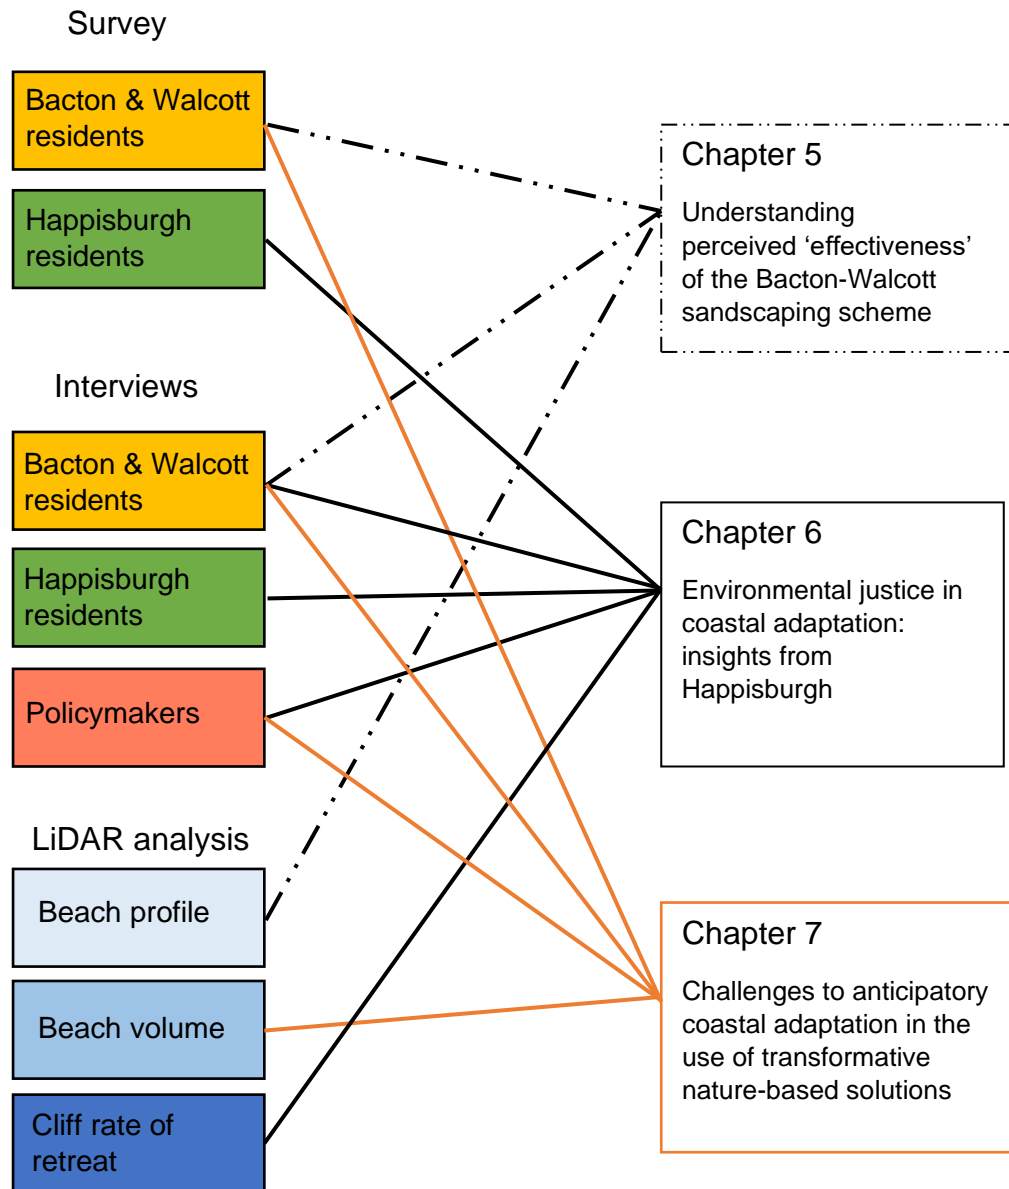 Survey
Bacton & Walcott
residents
Happisburgh
residents
Interviews
Bacton & Walcott
residents
Happisburgh
residents
Policymakers
LiDAR analysis
Beach profile
Beach volume
Cliff rate of
retreat
Chapter 5
Understanding
perceived ‘effectiveness’
of the Bacton-Walcott
sandscaping scheme
Chapter 6
Environmental justice in
coastal adaptation:
insights from
Happisburgh
Chapter 7
Challenges to anticipatory
coastal adaptation in the
use of transformative
nature-based solutions